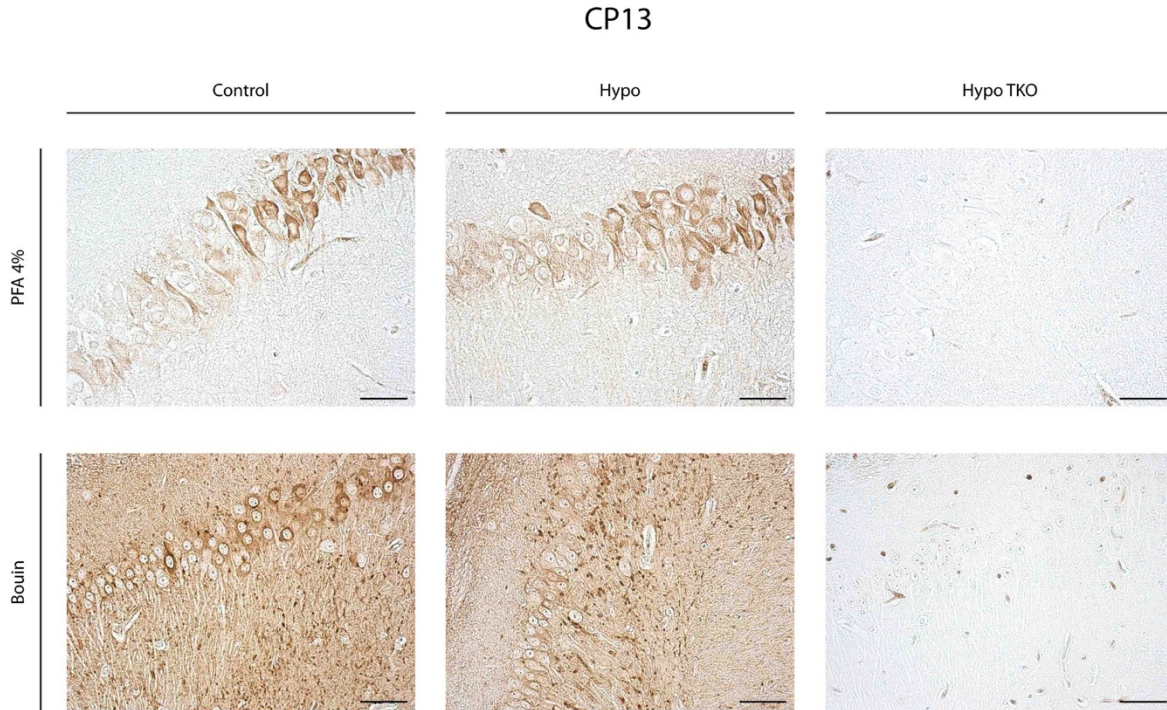 CP13
Control
Hypo
Hypo TKO
PFA 4%
Bouin